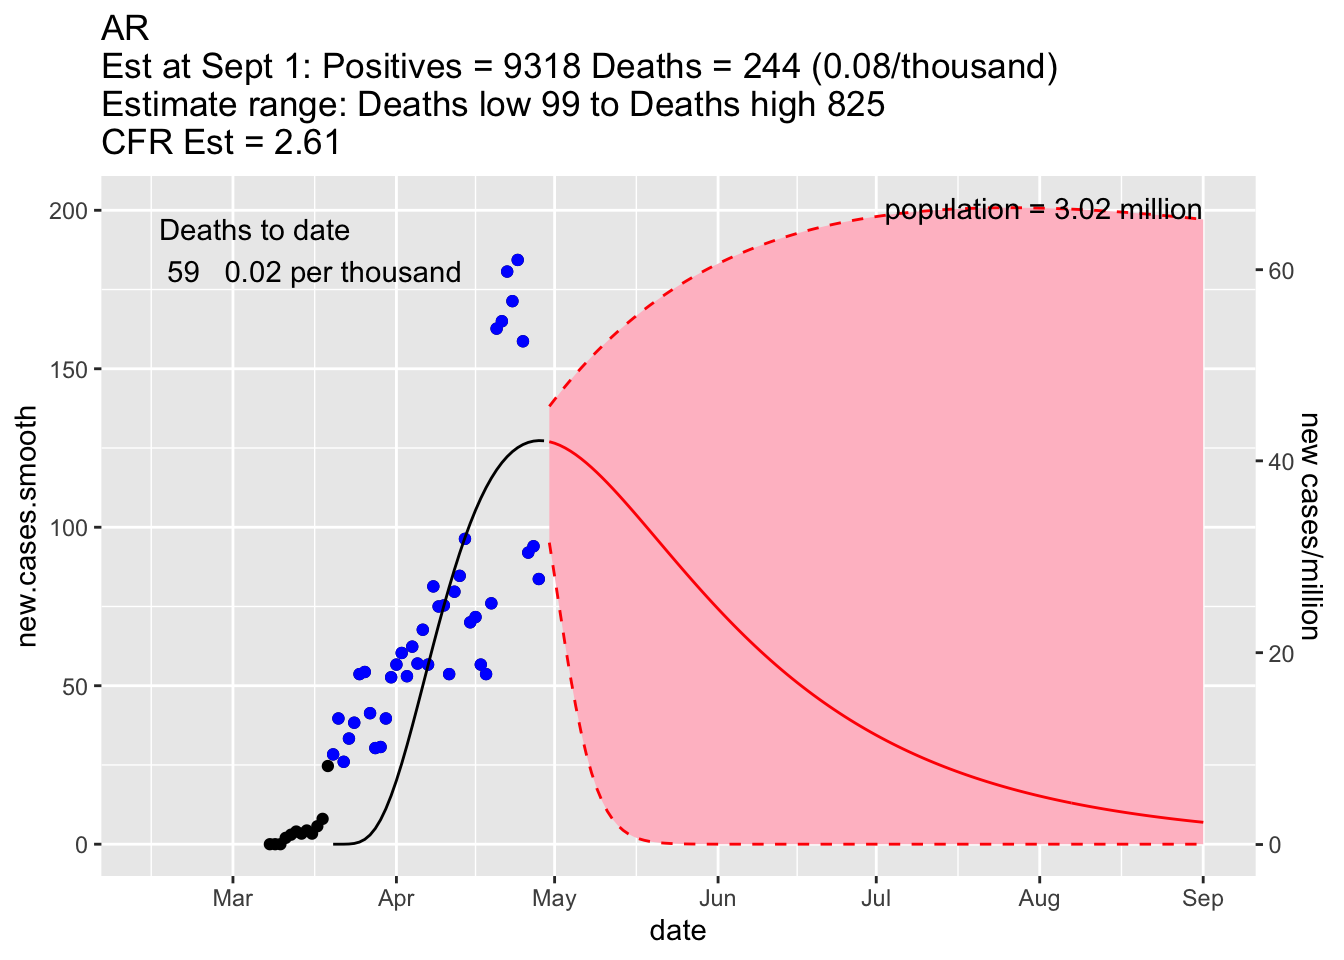 AR
Est at Sept 1: Positives = 9318 Deaths = 244 (0.08/thousand)
Estimate range: Deaths low 99 to Deaths high 825
CFR Est = 2.61
Deaths to date
59 0.02 per thousand
population = 3.02 million
new.cases.smooth
200
150
100
50
0
new cases/million
60
40
20
0
Mar
Apr
May
Jun
Jul
Aug
Sep
date